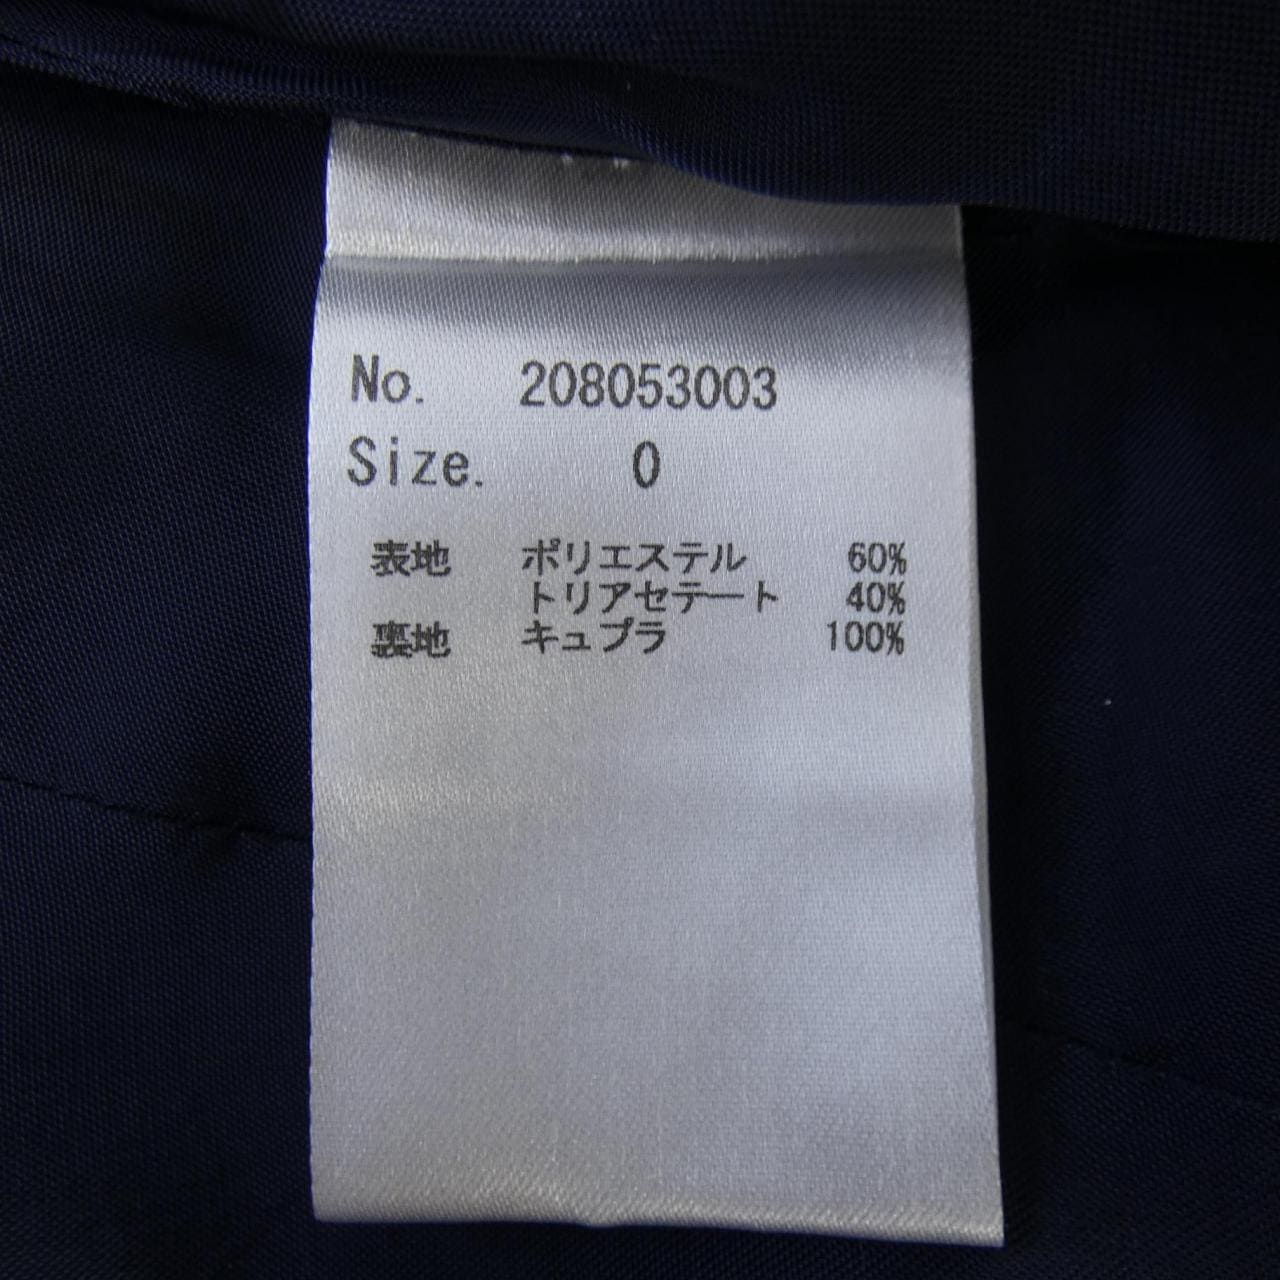 No. 208053003
Size. 0
表地 ポリエステル 60%
トリアセテート 40%
裏地 キュプラ 100%